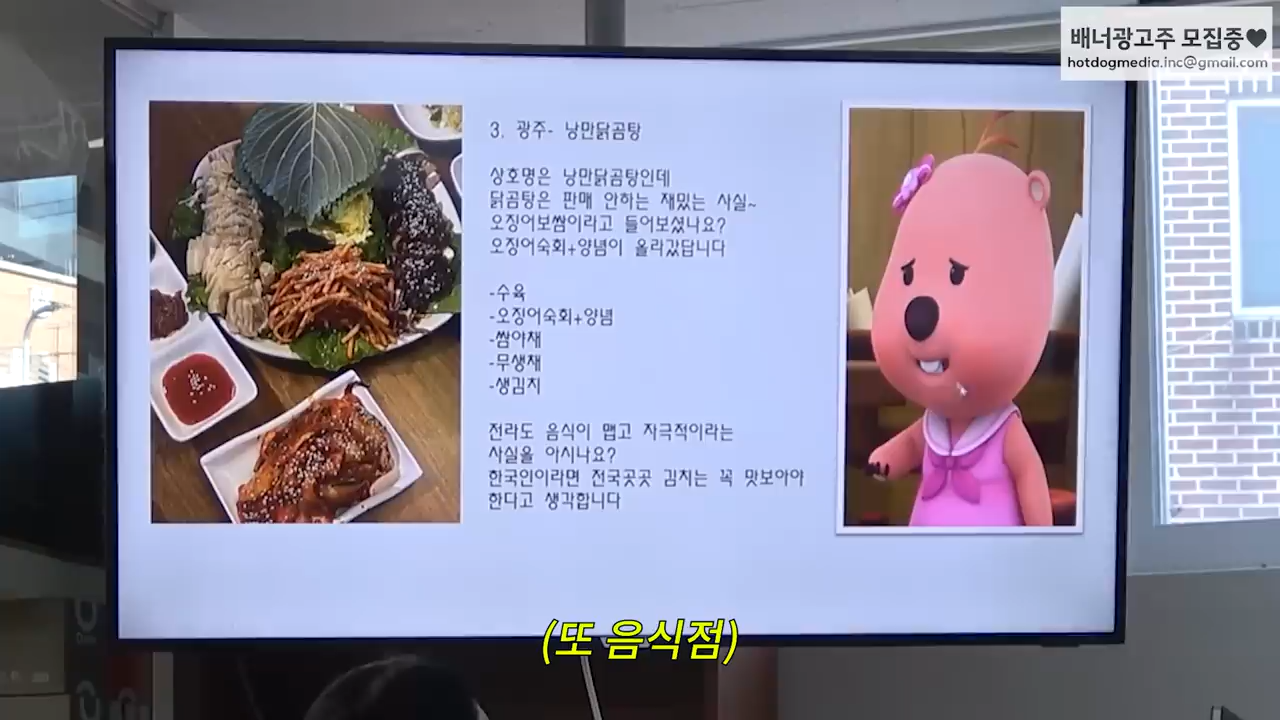 배너광고주 모집중♥
hotdogmedia.inc@gmail.com
3. 광주- 낭만닭곰탕
상호명은 낭만닭곰탕인데
닭곰탕은 판매 안하는 재밌는 사실~
오징어보쌈이라고 들어보셨나요?
오징어숙회+양념이 올라갔답니다
-수육
-오징어숙회+양념
-쌈야채
-무생채
-생김치
전라도 음식이 맵고 자극적이라는
사실을 아시나요?
한국인이라면 전국곳곳 김치는 꼭 맛보아야
한다고 생각합니다
(또 음식점)